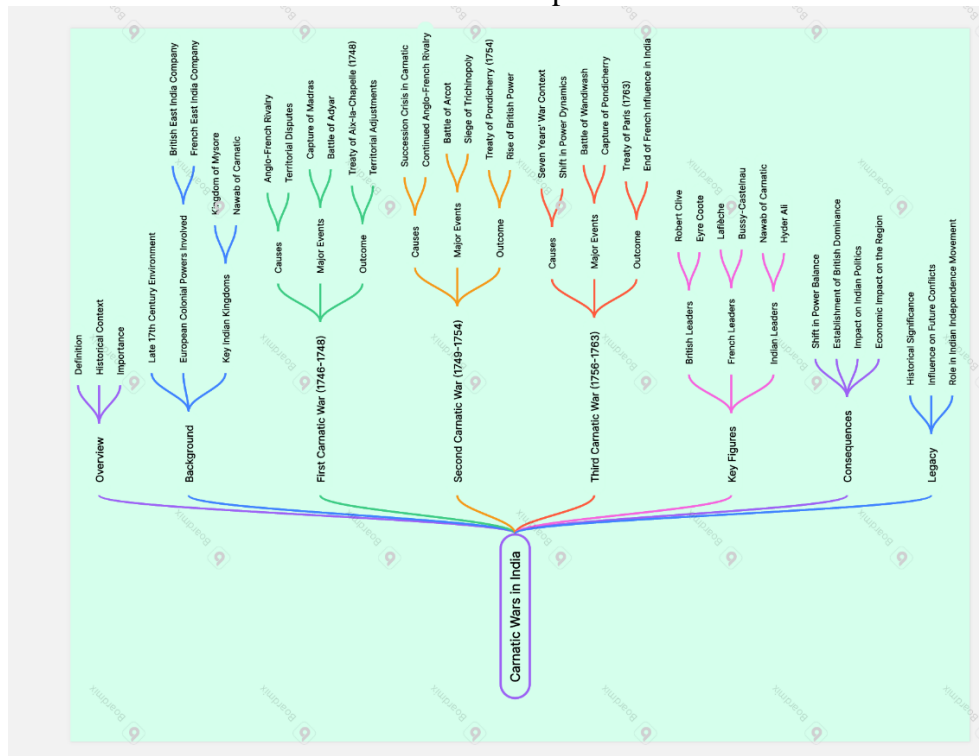 Carnatic Wars in India
Overview
Definition
Historical Context
Importance
Background
Late 17th Century Environment
European Colonial Powers Involved
British East India Company
French East India Company
Key Indian Kingdoms
Kingdom of Mysore
Nawab of Carnatic
First Carnatic War (1746-1748)
Causes
Anglo-French Rivalry
Territorial Disputes
Major Events
Capture of Madras
Battle of Adyar
Outcome
Treaty of Aix-la-Chapelle (1748)
Territorial Adjustments
Second Carnatic War (1749-1754)
Causes
Succession Crisis in Carnatic
Continued Anglo-French Rivalry
Major Events
Battle of Arcot
Siege of Trichinopoly
Outcome
Treaty of Pondicherry (1754)
Rise of British Power
Third Carnatic War (1756-1763)
Causes
Seven Years' War Context
Shift in Power Dynamics
Major Events
Battle of Wandiwash
Capture of Pondicherry
Outcome
Treaty of Paris (1763)
End of French Influence in India
Key Figures
British Leaders
Robert Clive
Eyre Coote
French Leaders
Laflèche
Bussy-Castelnau
Indian Leaders
Nawab of Carnatic
Hyder Ali
Consequences
Shift in Power Balance
Establishment of British Dominance
Impact on Indian Politics
Economic Impact on the Region
Legacy
Historical Significance
Influence on Future Conflicts
Role in Indian Independence Movement
Boardmix